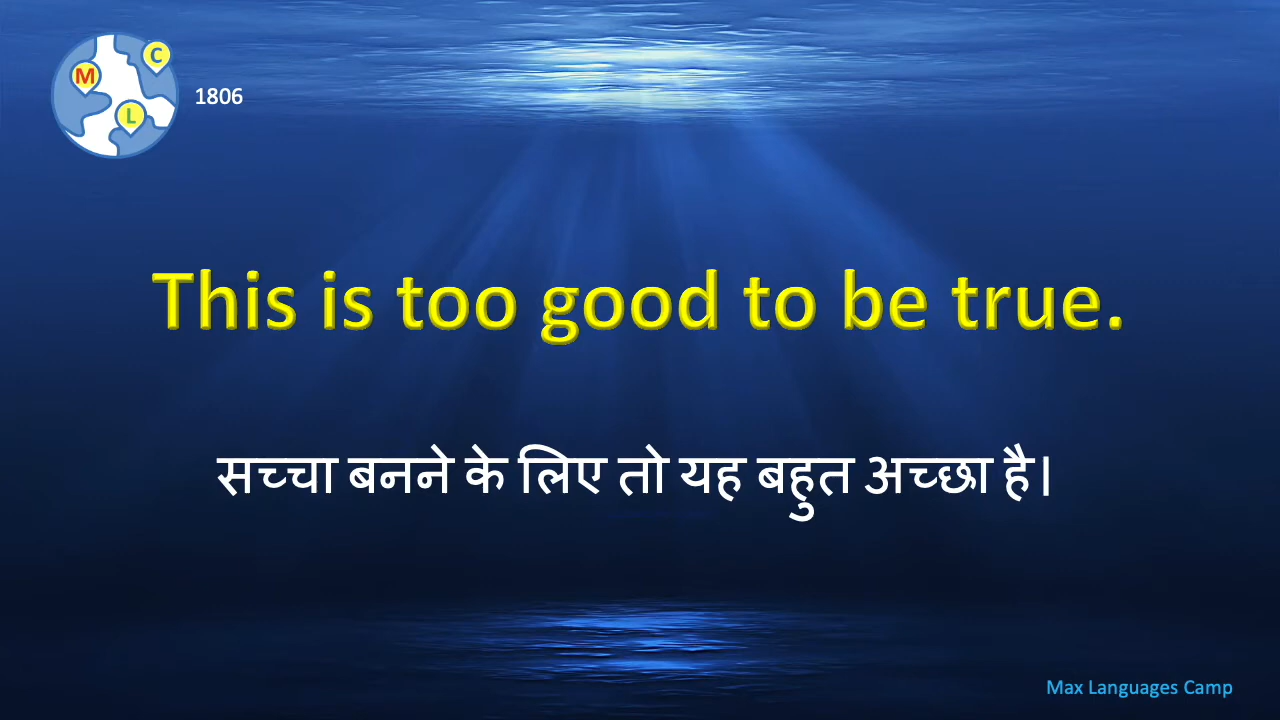 M
C
L
1806
This is too good to be true.
सच्चा बनने के लिए तो यह बहुत अच्छा है।
Max Languages Camp